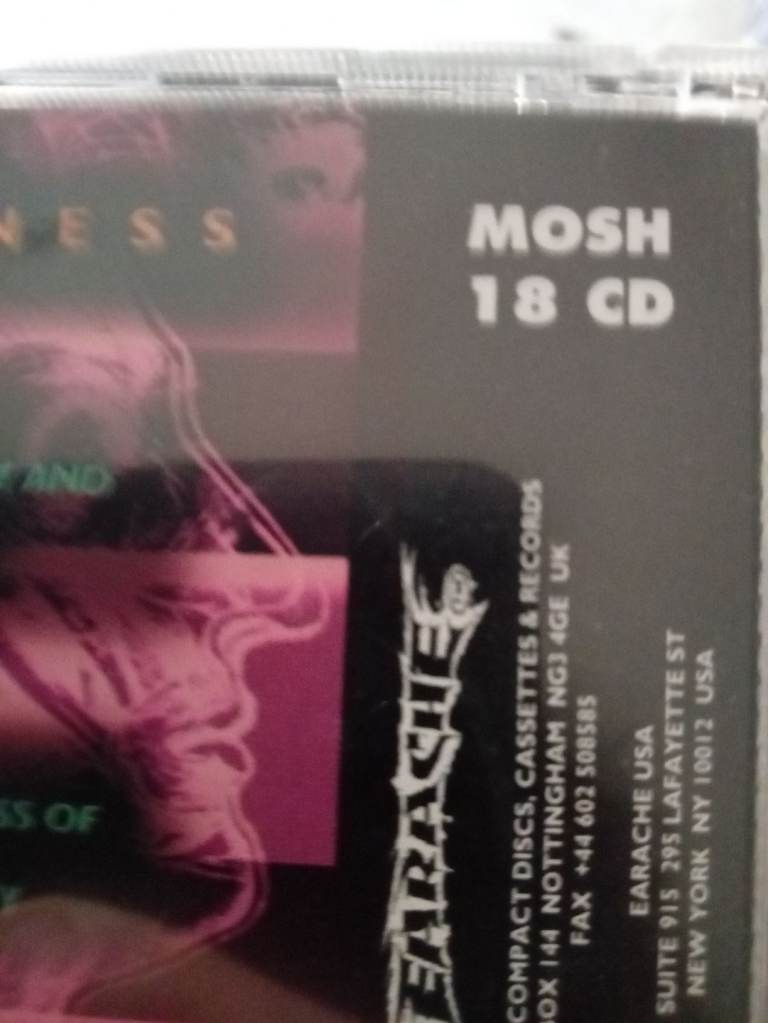 NESS
MOSH
18 CD
AND
SS OF
Y
EARACHE
COMPACT DISCS, CASSETTES & RECORDS
BOX 144 NOTTINGHAM NG3 4GE UK
FAX +44 602 508585
EARACHE USA
SUITE 915 295 LAFAYETTE ST
NEW YORK NY 10012 USA